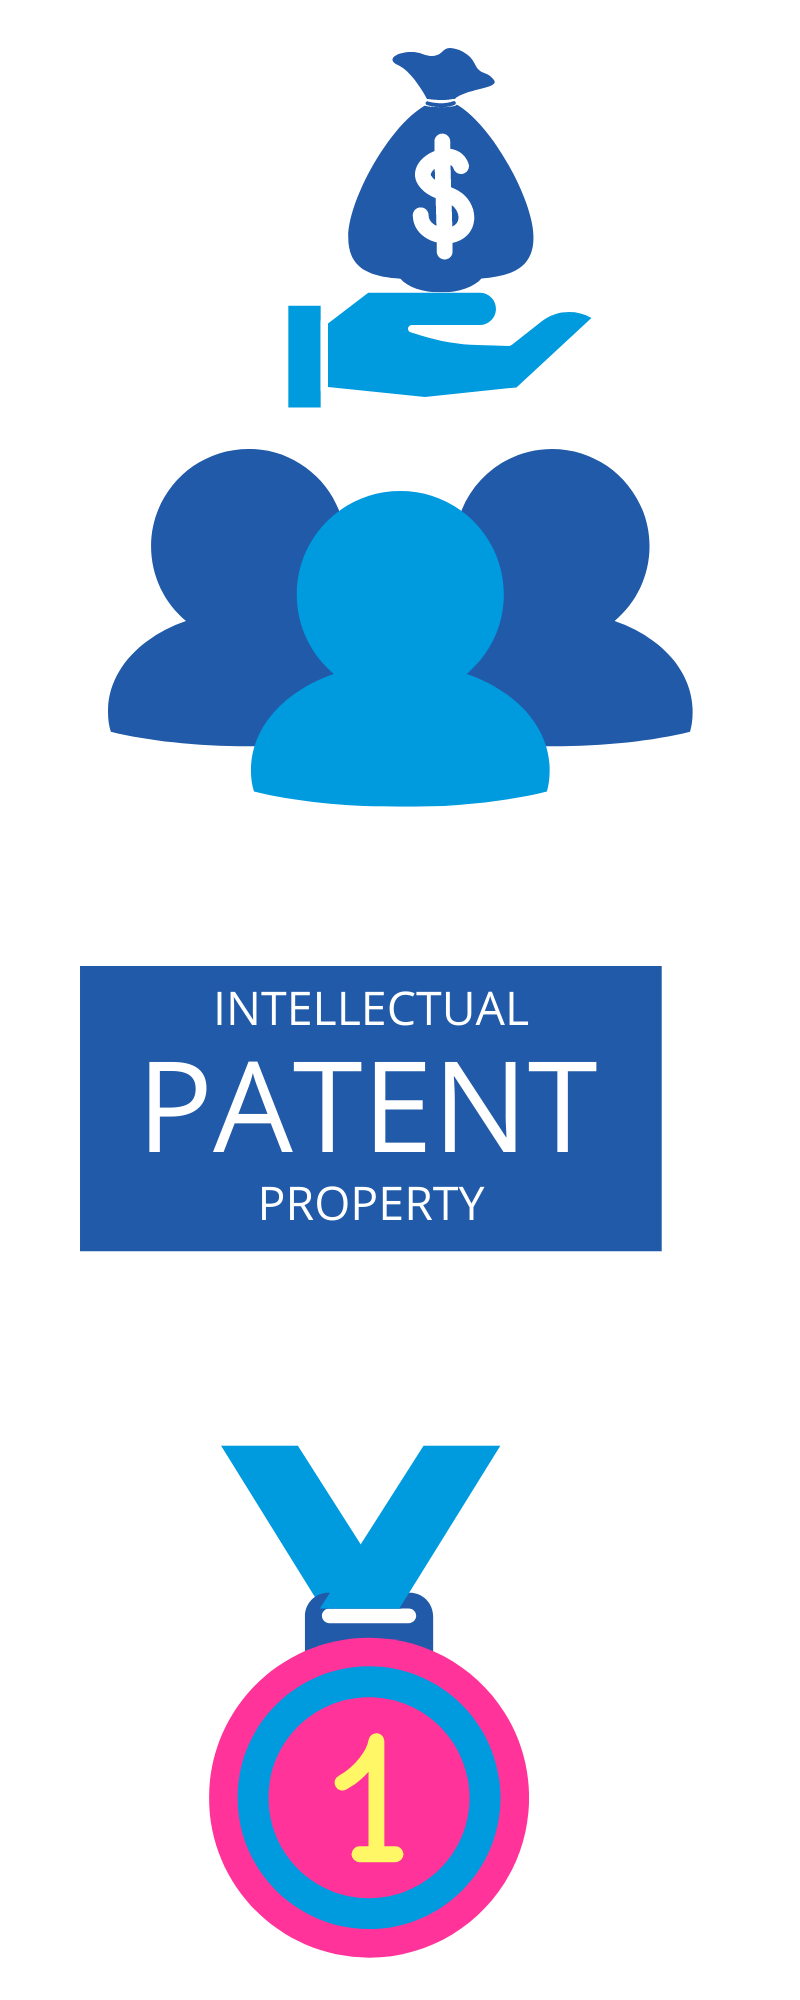 $
INTELLECTUAL
PATENT
PROPERTY
1